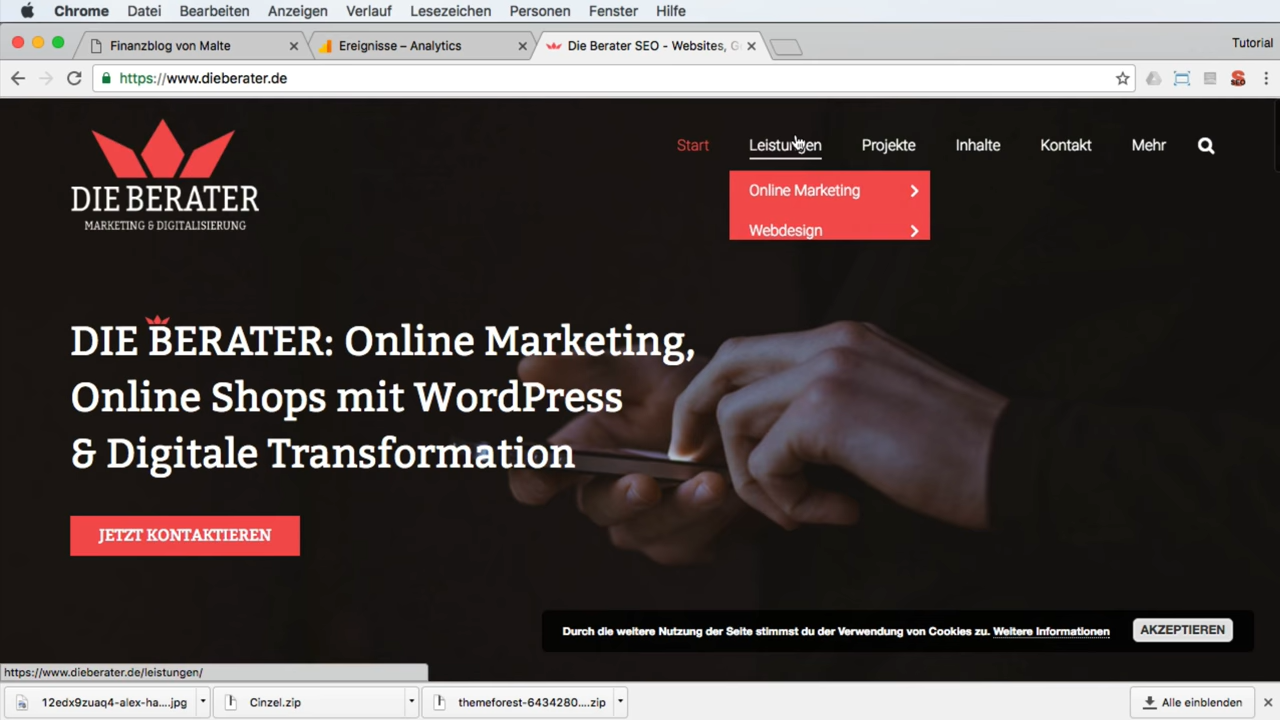 Chrome Datei Bearbeiten Anzeigen Verlauf Lesezeichen Personen Fenster Hilfe
Finanzblog von Malte
Ereignisse – Analytics
Die Berater SEO - Websites, G
Tutorial
https://www.dieberater.de
SEO
DIE BERATER
MARKETING & DIGITALISIERUNG
Start Leistungen Projekte Inhalte Kontakt Mehr
Online Marketing
Webdesign
DIE BERATER: Online Marketing,
Online Shops mit WordPress
& Digitale Transformation
JETZT KONTAKTIEREN
Durch die weitere Nutzung der Seite stimmst du der Verwendung von Cookies zu. Weitere Informationen
AKZEPTIEREN
https://www.dieberater.de/leistungen/
12edx9zuaq4-alex-ha....jpg
Cinzel.zip
themeforest-6434280....zip
Alle einblenden